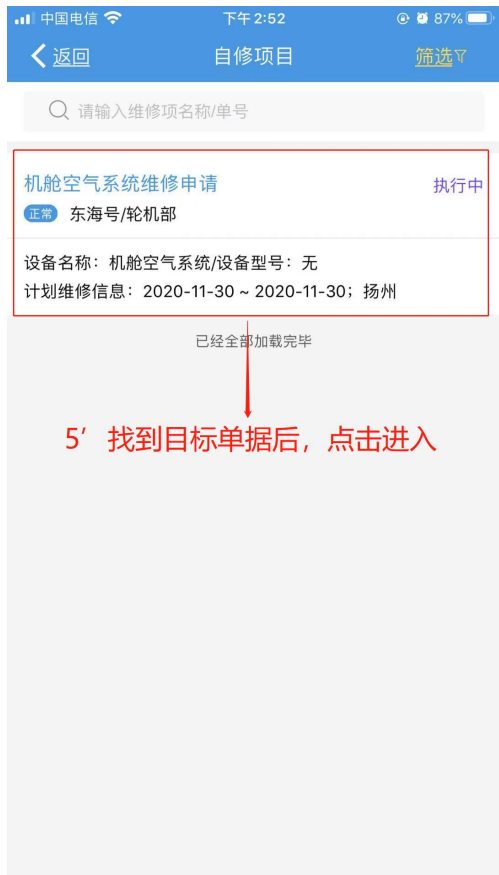 中国电信 下午 2:52 87%
返回 自修项目 筛选
请输入维修项名称/单号
机舱空气系统维修申请 执行中
正常 东海号/轮机部
设备名称：机舱空气系统/设备型号：无
计划维修信息：2020-11-30 ~ 2020-11-30；扬州
已经全部加载完毕
5′ 找到目标单据后，点击进入